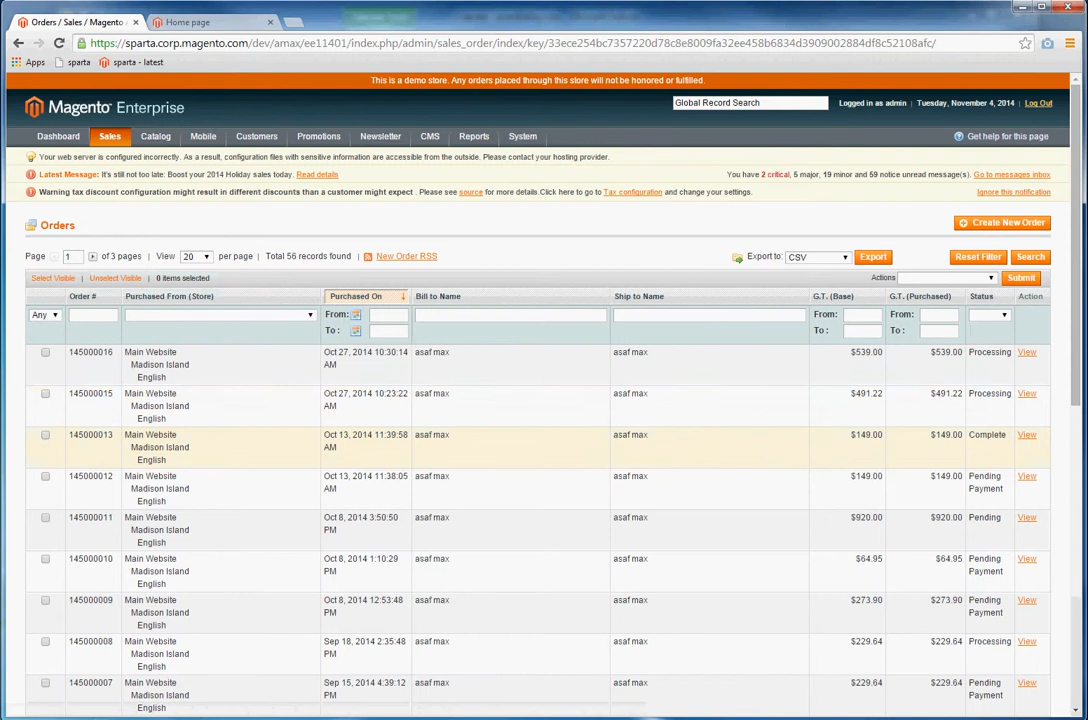 Orders / Sales / Magento
Home page
https://sparta.corp.magento.com/dev/amax/ee11401/index.php/admin/sales_order/index/key/33ece254bc7357220d78c8e8009fa32ee458b6834d3909002884df8c52108afc/
Apps sparta sparta - latest
This is a demo store. Any orders placed through this store will not be honored or fulfilled.
Magento Enterprise
Global Record Search Logged in as admin | Tuesday, November 4, 2014 | Log Out
Dashboard Sales Catalog Mobile Customers Promotions Newsletter CMS Reports System Get help for this page
Your web server is configured incorrectly. As a result, configuration files with sensitive information are accessible from the outside. Please contact your hosting provider.
Latest Message: It's still not too late: Boost your 2014 Holiday sales today. Read details You have 2 critical, 5 major, 19 minor and 59 notice unread message(s). Go to messages inbox
Warning tax discount configuration might result in different discounts than a customer might expect . Please see source for more details.Click here to go to Tax configuration and change your settings. Ignore this notification
Orders Create New Order
Page 1 of 3 pages | View 20 per page | Total 56 records found | New Order RSS Export to: CSV Export Reset Filter Search
Select Visible | Unselect Visible | 0 items selected Actions Submit
Order # Purchased From (Store) Purchased On Bill to Name Ship to Name G.T. (Base) G.T. (Purchased) Status Action
Any From: From: From:
To : To : To :
145000016 Main Website Oct 27, 2014 10:30:14 asaf max asaf max $539.00 $539.00 Processing View
Madison Island AM
English
145000015 Main Website Oct 27, 2014 10:23:22 asaf max asaf max $491.22 $491.22 Processing View
Madison Island AM
English
145000013 Main Website Oct 13, 2014 11:39:58 asaf max asaf max $149.00 $149.00 Complete View
Madison Island AM
English
145000012 Main Website Oct 13, 2014 11:38:05 asaf max asaf max $149.00 $149.00 Pending View
Madison Island AM Payment
English
145000011 Main Website Oct 8, 2014 3:50:50 asaf max asaf max $920.00 $920.00 Pending View
Madison Island PM
English
145000010 Main Website Oct 8, 2014 1:10:29 asaf max asaf max $64.95 $64.95 Pending View
Madison Island PM Payment
English
145000009 Main Website Oct 8, 2014 12:53:48 asaf max asaf max $273.90 $273.90 Pending View
Madison Island PM Payment
English
145000008 Main Website Sep 18, 2014 2:35:48 asaf max asaf max $229.64 $229.64 Processing View
Madison Island PM
English
145000007 Main Website Sep 15, 2014 4:39:12 asaf max asaf max $229.64 $229.64 Pending View
Madison Island PM Payment
English